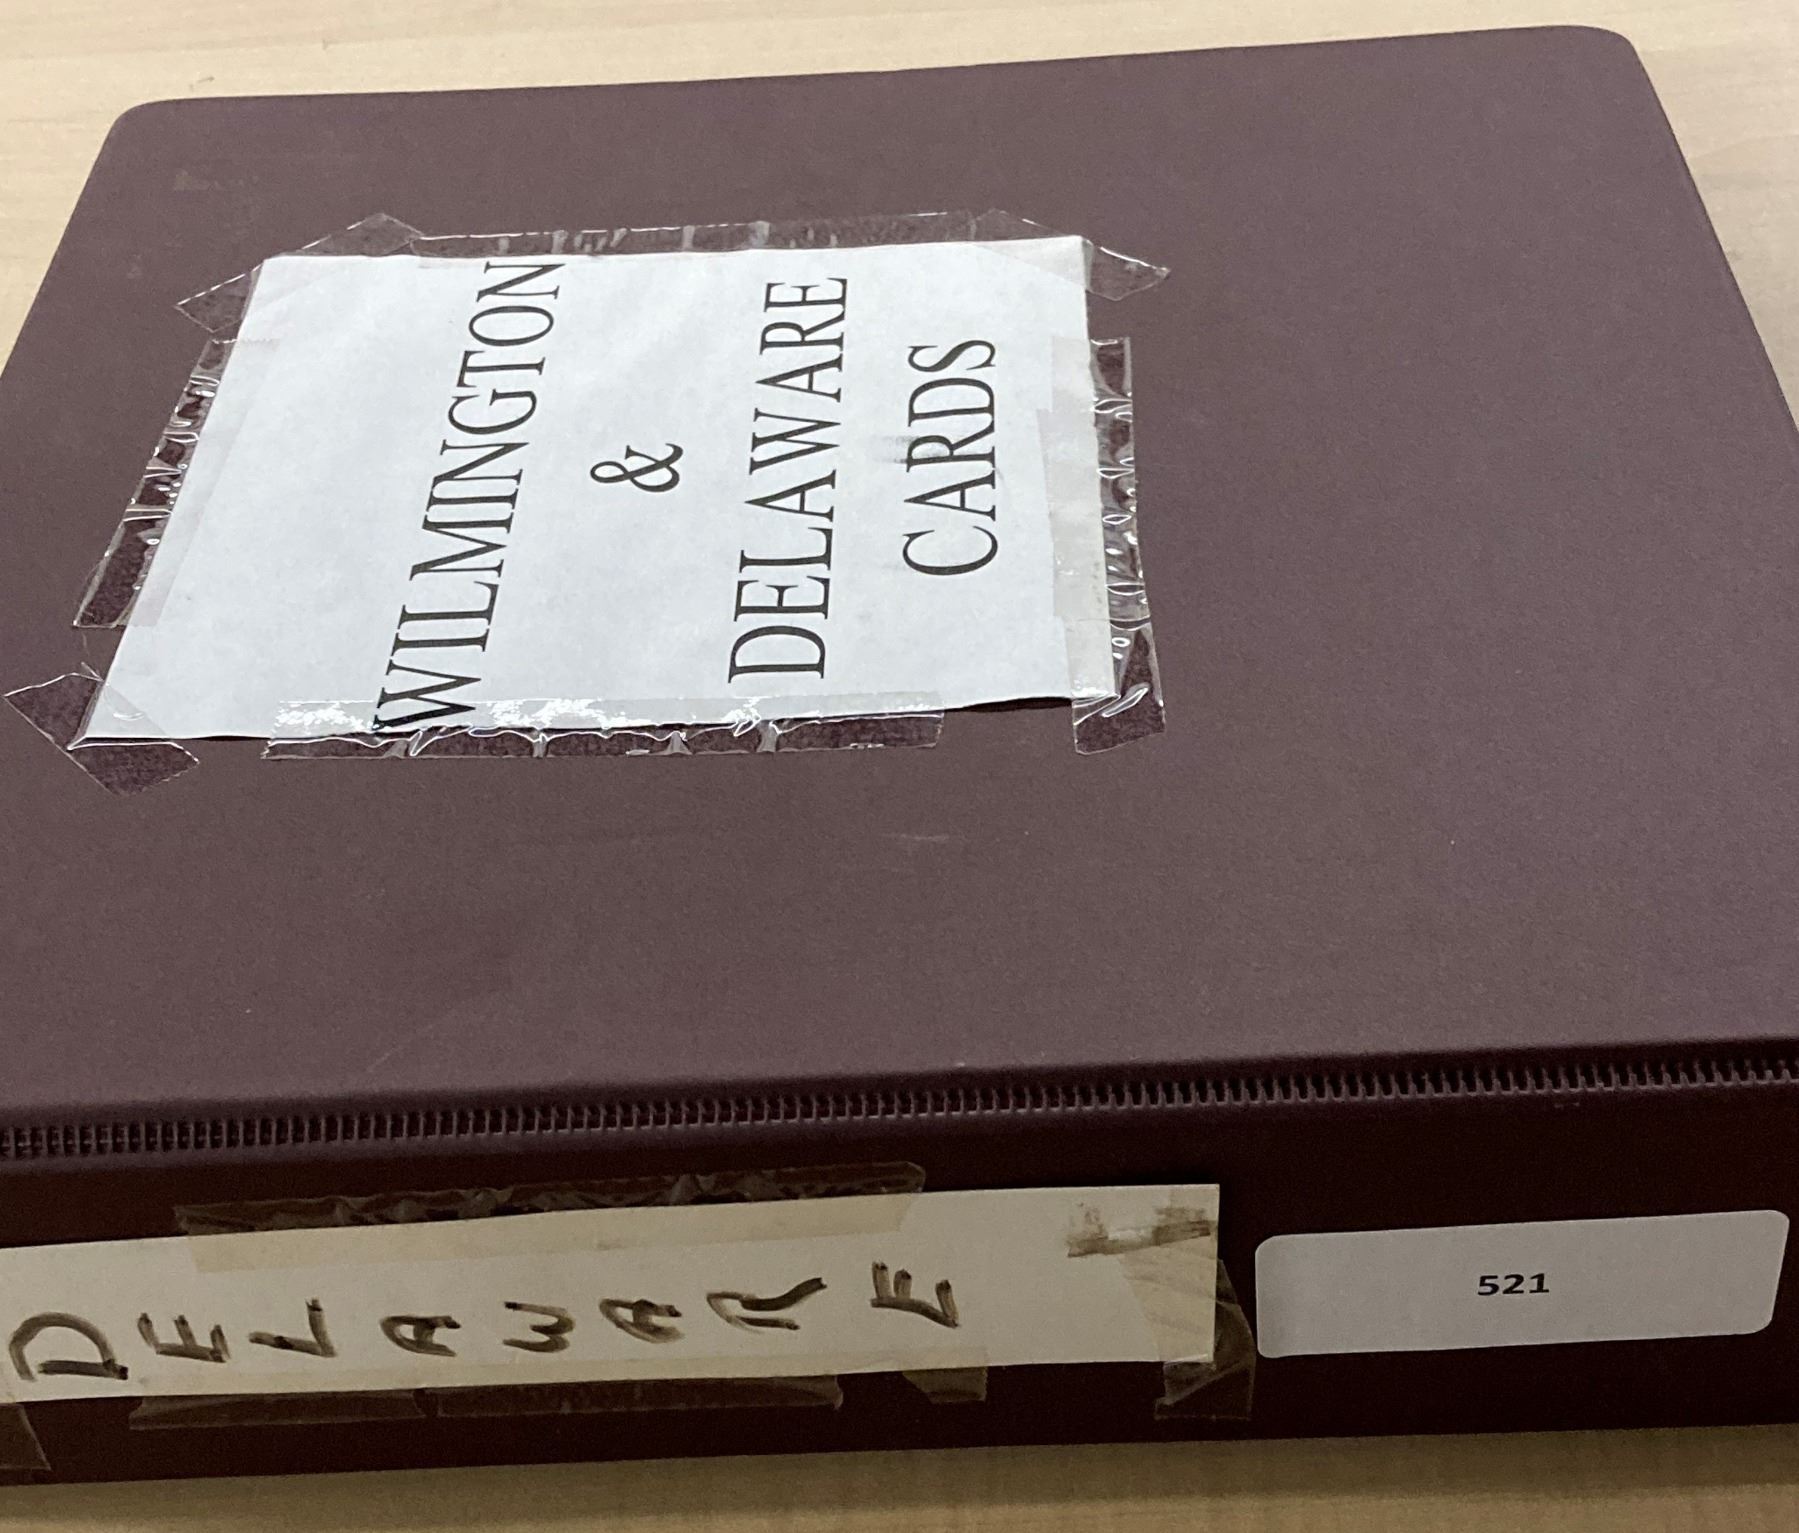 WILMINGTON
&
DELAWARE
CARDS
DELAWARE
521